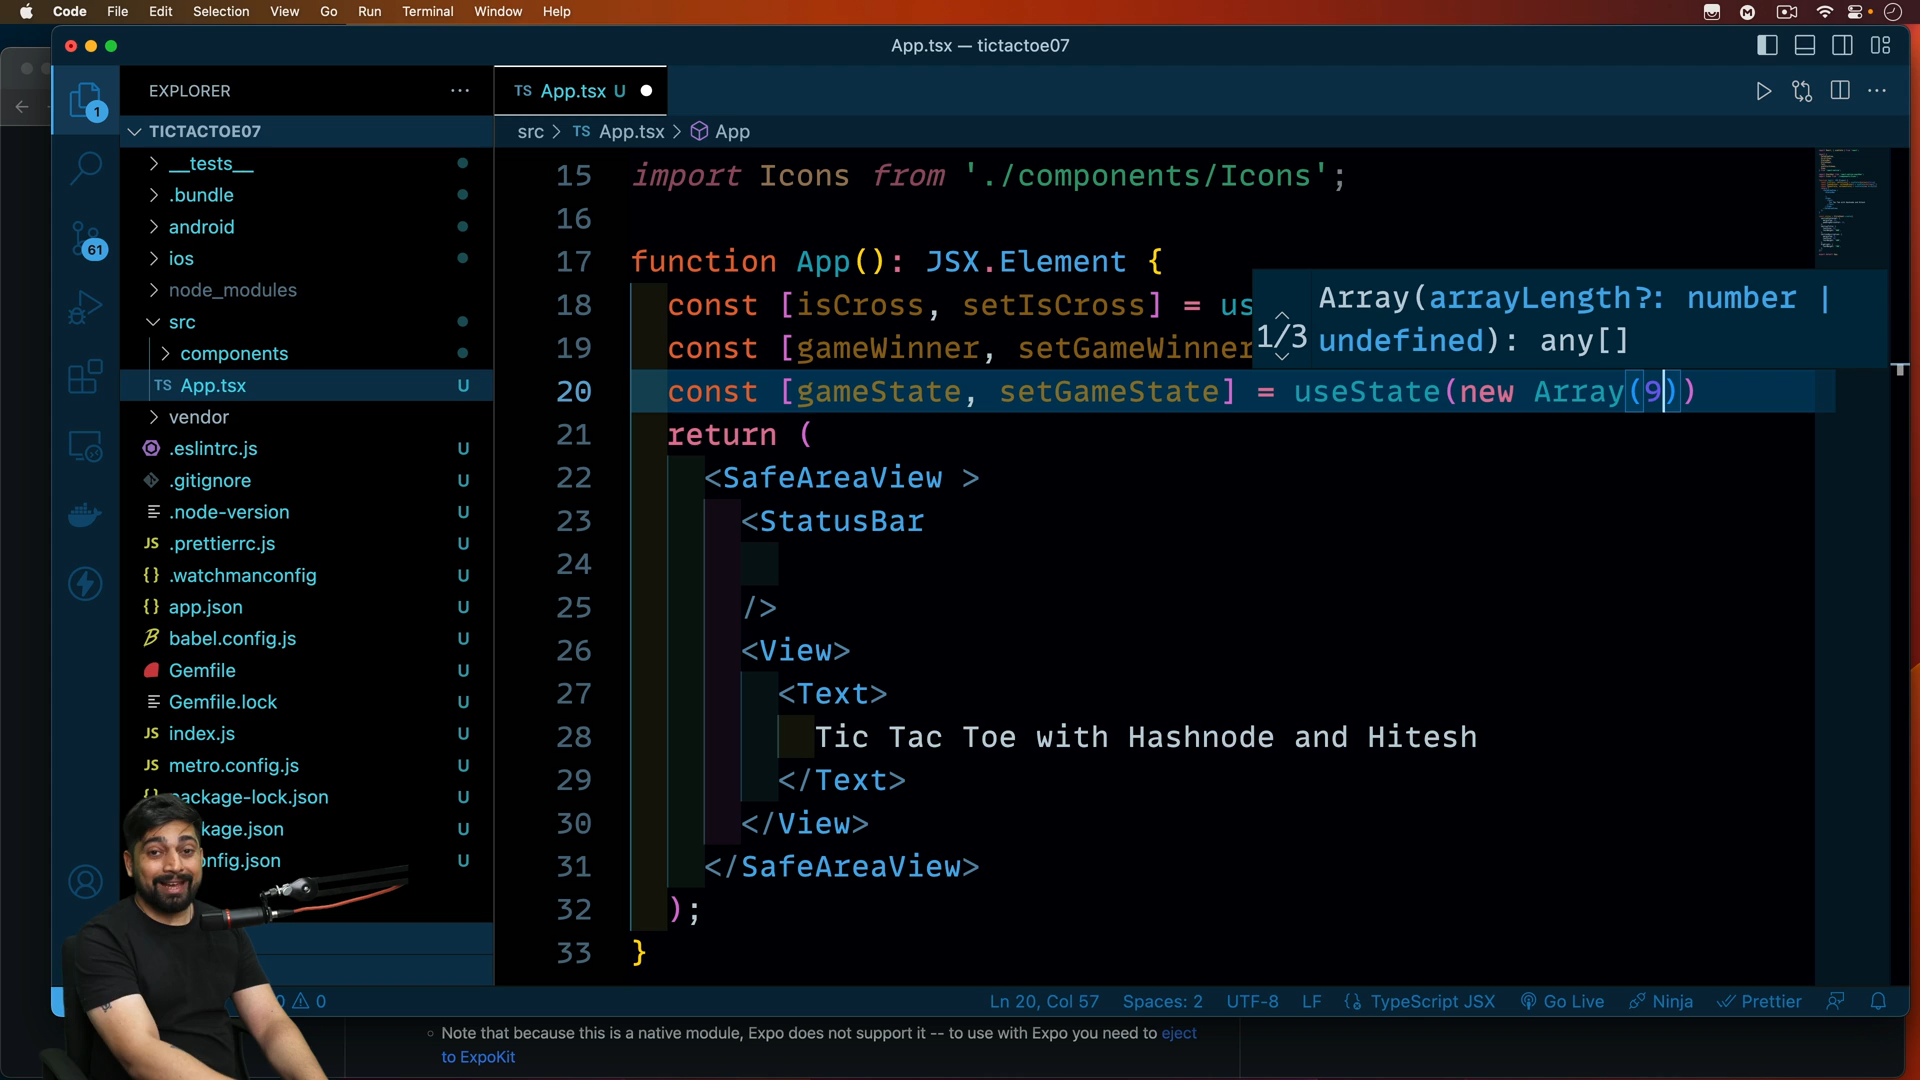 Code File Edit Selection View Go Run Terminal Window Help
App.tsx — tictactoe07
EXPLORER
TS App.tsx U
1
TICTACTOE07
src > TS App.tsx > App
__tests__
.bundle
android
61
ios
node_modules
src
components
TS App.tsx U
vendor
.eslintrc.js U
.gitignore U
.node-version U
JS .prettierrc.js U
{} .watchmanconfig U
{} app.json U
babel.config.js U
Gemfile U
Gemfile.lock U
JS index.js U
JS metro.config.js U
package-lock.json U
kage.json U
onfig.json U
15 import Icons from './components/Icons';
16
17 function App(): JSX.Element {
18 const [isCross, setIsCross] = us
19 const [gameWinner, setGameWinner
20 const [gameState, setGameState] = useState(new Array(9))
21 return (
22 <SafeAreaView >
23 <StatusBar
24
25 />
26 <View>
27 <Text>
28 Tic Tac Toe with Hashnode and Hitesh
29 </Text>
30 </View>
31 </SafeAreaView>
32 );
33 }
1/3 Array(arrayLength?: number |
undefined): any[]
0 0 Ln 20, Col 57 Spaces: 2 UTF-8 LF TypeScript JSX Go Live Ninja Prettier
Note that because this is a native module, Expo does not support it -- to use with Expo you need to eject
to ExpoKit